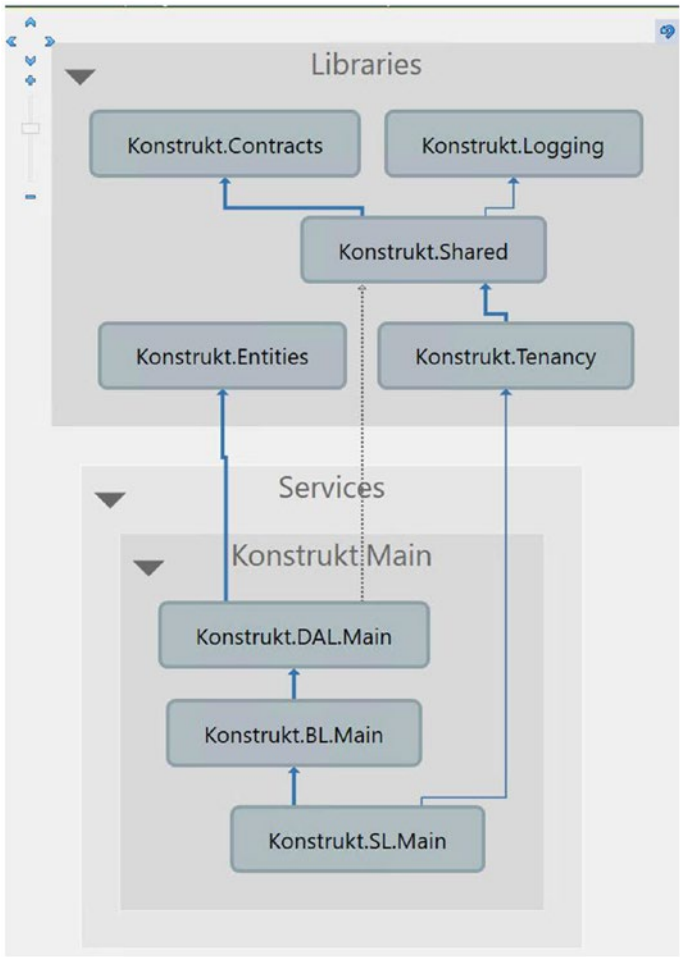 Libraries
Konstrukt.Contracts
Konstrukt.Logging
Konstrukt.Shared
Konstrukt.Entities
Konstrukt.Tenancy
Services
Konstrukt.Main
Konstrukt.DAL.Main
Konstrukt.BL.Main
Konstrukt.SL.Main